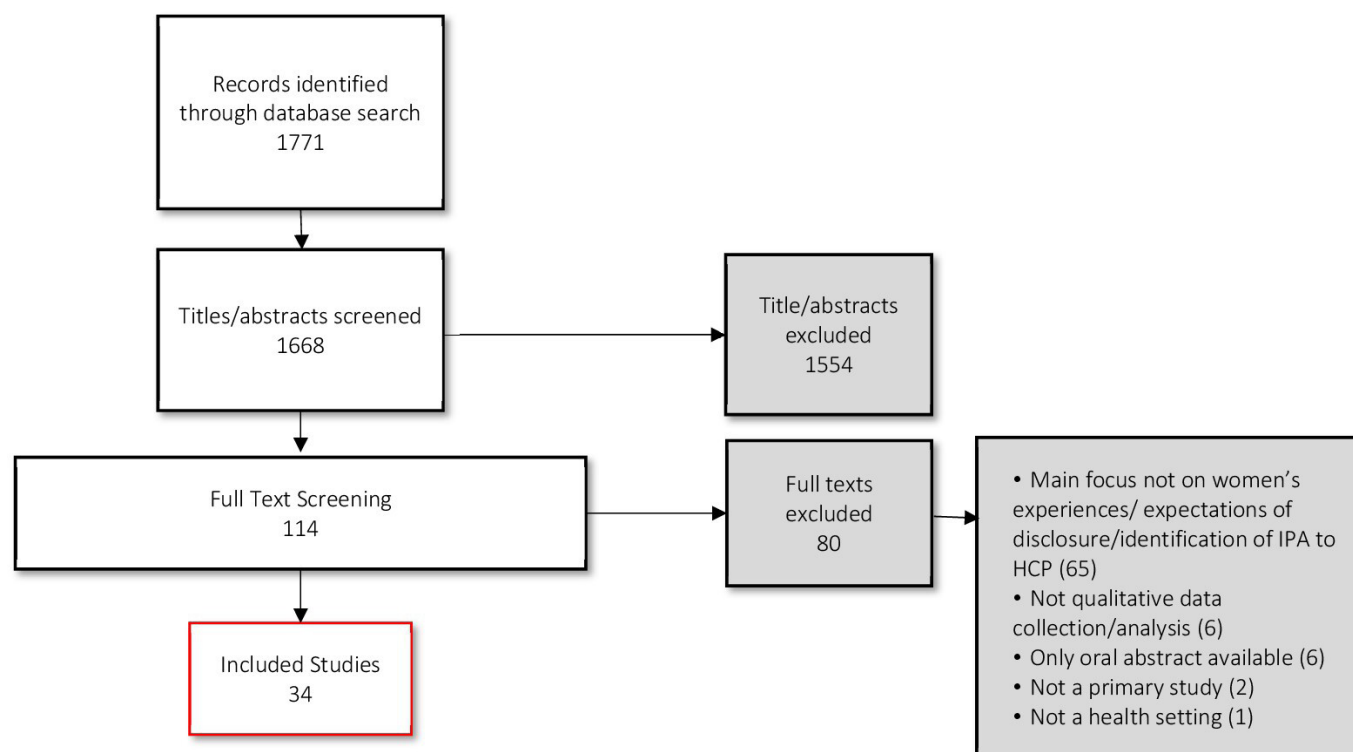 Records identified
through database search
1771
Titles/abstracts screened
1668
Title/abstracts
excluded
1554
Full Text Screening
114
Full texts
excluded
80
• Main focus not on women’s
experiences/ expectations of
disclosure/identification of IPA to
HCP (65)
• Not qualitative data
collection/analysis (6)
• Only oral abstract available (6)
• Not a primary study (2)
• Not a health setting (1)
Included Studies
34